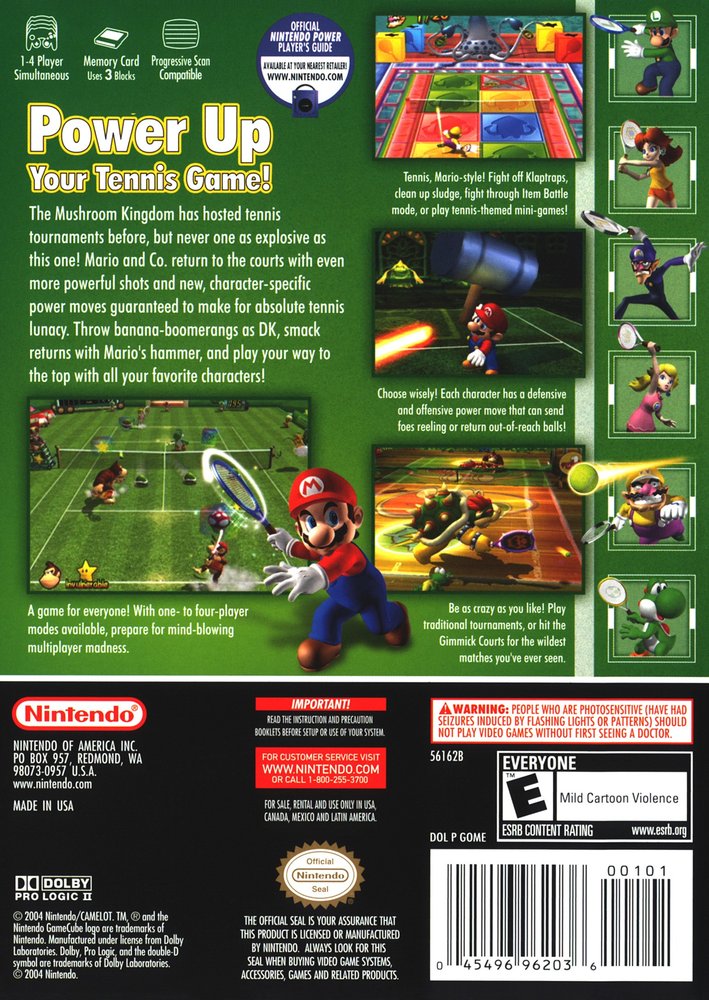 1-4 Player
Simultaneous
Memory Card
Uses 3 Blocks
Progressive Scan
Compatible
OFFICIAL
NINTENDO POWER
PLAYER'S GUIDE
AVAILABLE AT YOUR NEAREST RETAILER!
WWW.NINTENDO.COM
Power Up
Your Tennis Game!
The Mushroom Kingdom has hosted tennis
tournaments before, but never one as explosive as
this one! Mario and Co. return to the courts with even
more powerful shots and new, character-specific
power moves guaranteed to make for absolute tennis
lunacy. Throw banana-boomerangs as DK, smack
returns with Mario's hammer, and play your way to
the top with all your favorite characters!
Tennis, Mario-style! Fight off Klaptraps,
clean up sludge, fight through Item Battle
mode, or play tennis-themed mini-games!
Choose wisely! Each character has a defensive
and offensive power move that can send
foes reeling or return out-of-reach balls!
invulnerable
A game for everyone! With one- to four-player
modes available, prepare for mind-blowing
multiplayer madness.
Be as crazy as you like! Play
traditional tournaments, or hit the
Gimmick Courts for the wildest
matches you've ever seen.
Nintendo®
NINTENDO OF AMERICA INC.
PO BOX 957, REDMOND, WA
98073-0957 U.S.A.
www.nintendo.com
MADE IN USA
DOLBY
PRO LOGIC II
© 2004 Nintendo/CAMELOT. TM, ® and the
Nintendo GameCube logo are trademarks of
Nintendo. Manufactured under license from Dolby
Laboratories. Dolby, Pro Logic, and the double-D
symbol are trademarks of Dolby Laboratories.
© 2004 Nintendo.
IMPORTANT!
READ THE INSTRUCTION AND PRECAUTION
BOOKLETS BEFORE SETUP OR USE OF YOUR SYSTEM.
FOR CUSTOMER SERVICE VISIT
WWW.NINTENDO.COM
OR CALL 1-800-255-3700
FOR SALE, RENTAL AND USE ONLY IN USA,
CANADA, MEXICO AND LATIN AMERICA.
Official
Nintendo
Seal
THE OFFICIAL SEAL IS YOUR ASSURANCE THAT
THIS PRODUCT IS LICENSED OR MANUFACTURED
BY NINTENDO. ALWAYS LOOK FOR THIS
SEAL WHEN BUYING VIDEO GAME SYSTEMS,
ACCESSORIES, GAMES AND RELATED PRODUCTS.
WARNING: PEOPLE WHO ARE PHOTOSENSITIVE (HAVE HAD
SEIZURES INDUCED BY FLASHING LIGHTS OR PATTERNS) SHOULD
NOT PLAY VIDEO GAMES WITHOUT FIRST SEEING A DOCTOR.
56162B
EVERYONE
TM
E
Mild Cartoon Violence
ESRB CONTENT RATING
www.esrb.org
DOL P GOME
00101
0 45496 96203 6